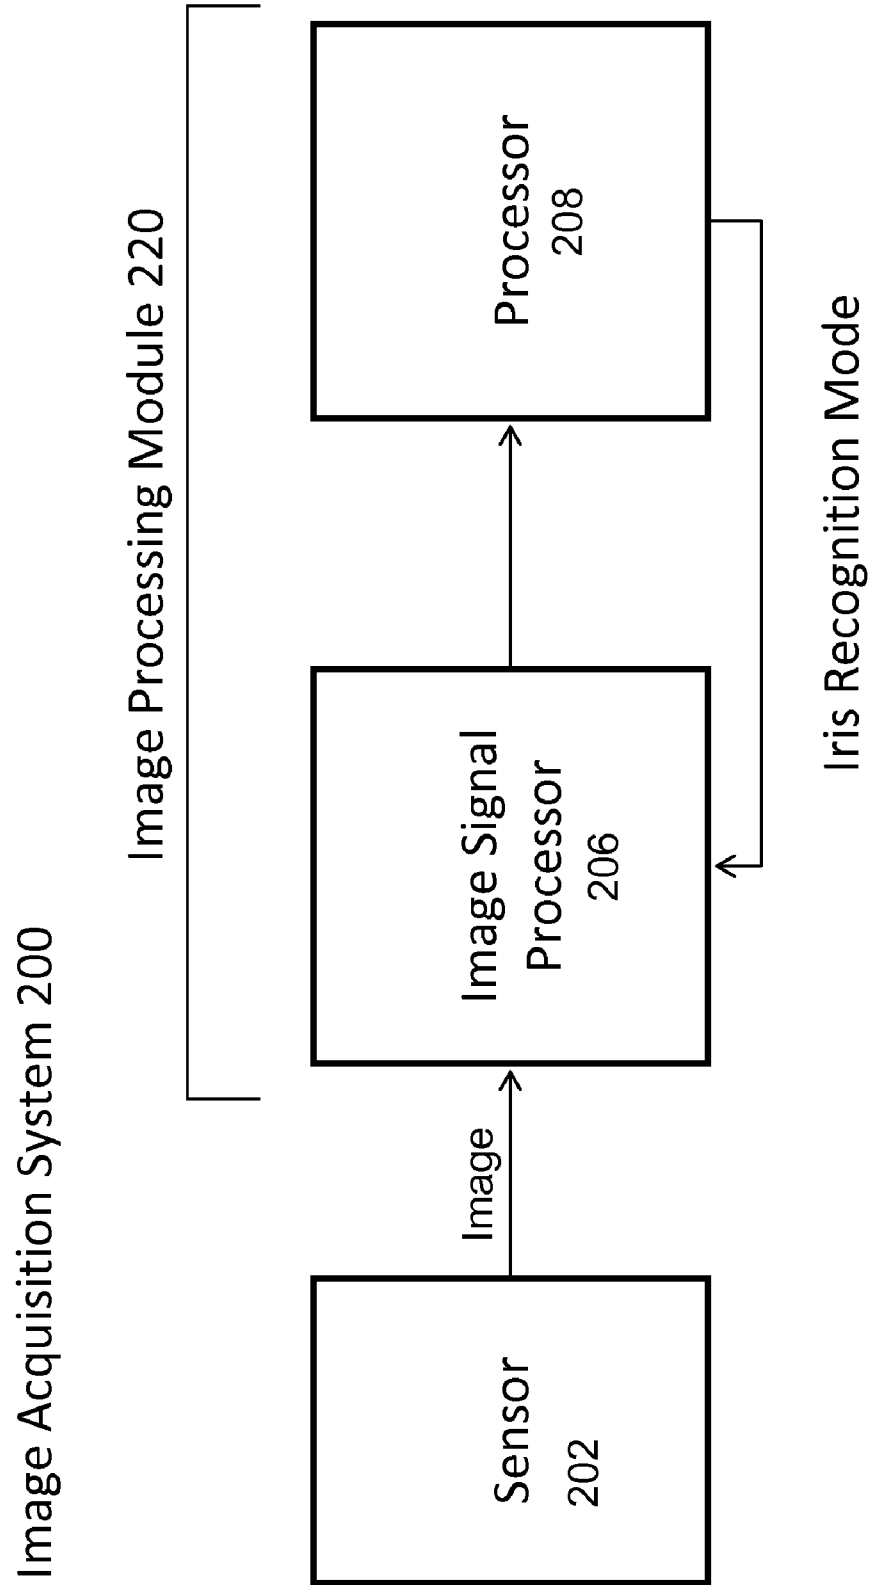 Image Acquisition System 200
Image Processing Module 220
Sensor
202
Image
Image Signal
Processor
206
Processor
208
Iris Recognition Mode